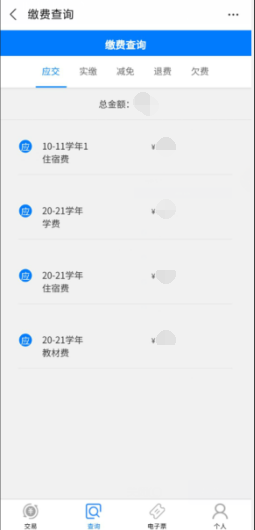 缴费查询
缴费查询
应交 实缴 减免 退费 欠费
总金额：
应 10-11学年1 ¥
住宿费
应 20-21学年 ¥
学费
应 20-21学年 ¥
住宿费
应 20-21学年 ¥
教材费
交易 查询 电子票 个人